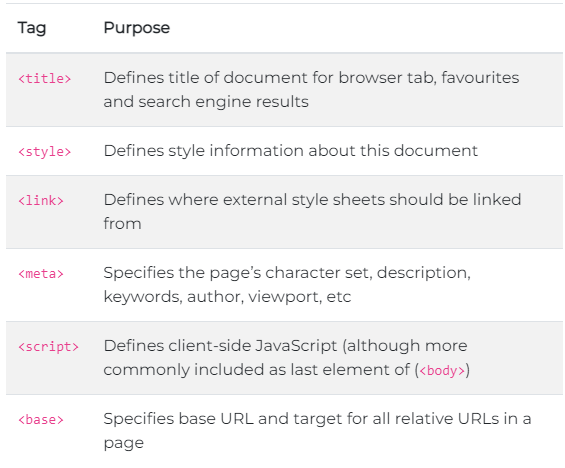 Tag Purpose
<title> Defines title of document for browser tab, favourites
and search engine results
<style> Defines style information about this document
<link> Defines where external style sheets should be linked
from
<meta> Specifies the page's character set, description,
keywords, author, viewport, etc
<script> Defines client-side JavaScript (although more
commonly included as last element of (<body>)
<base> Specifies base URL and target for all relative URLs in a
page